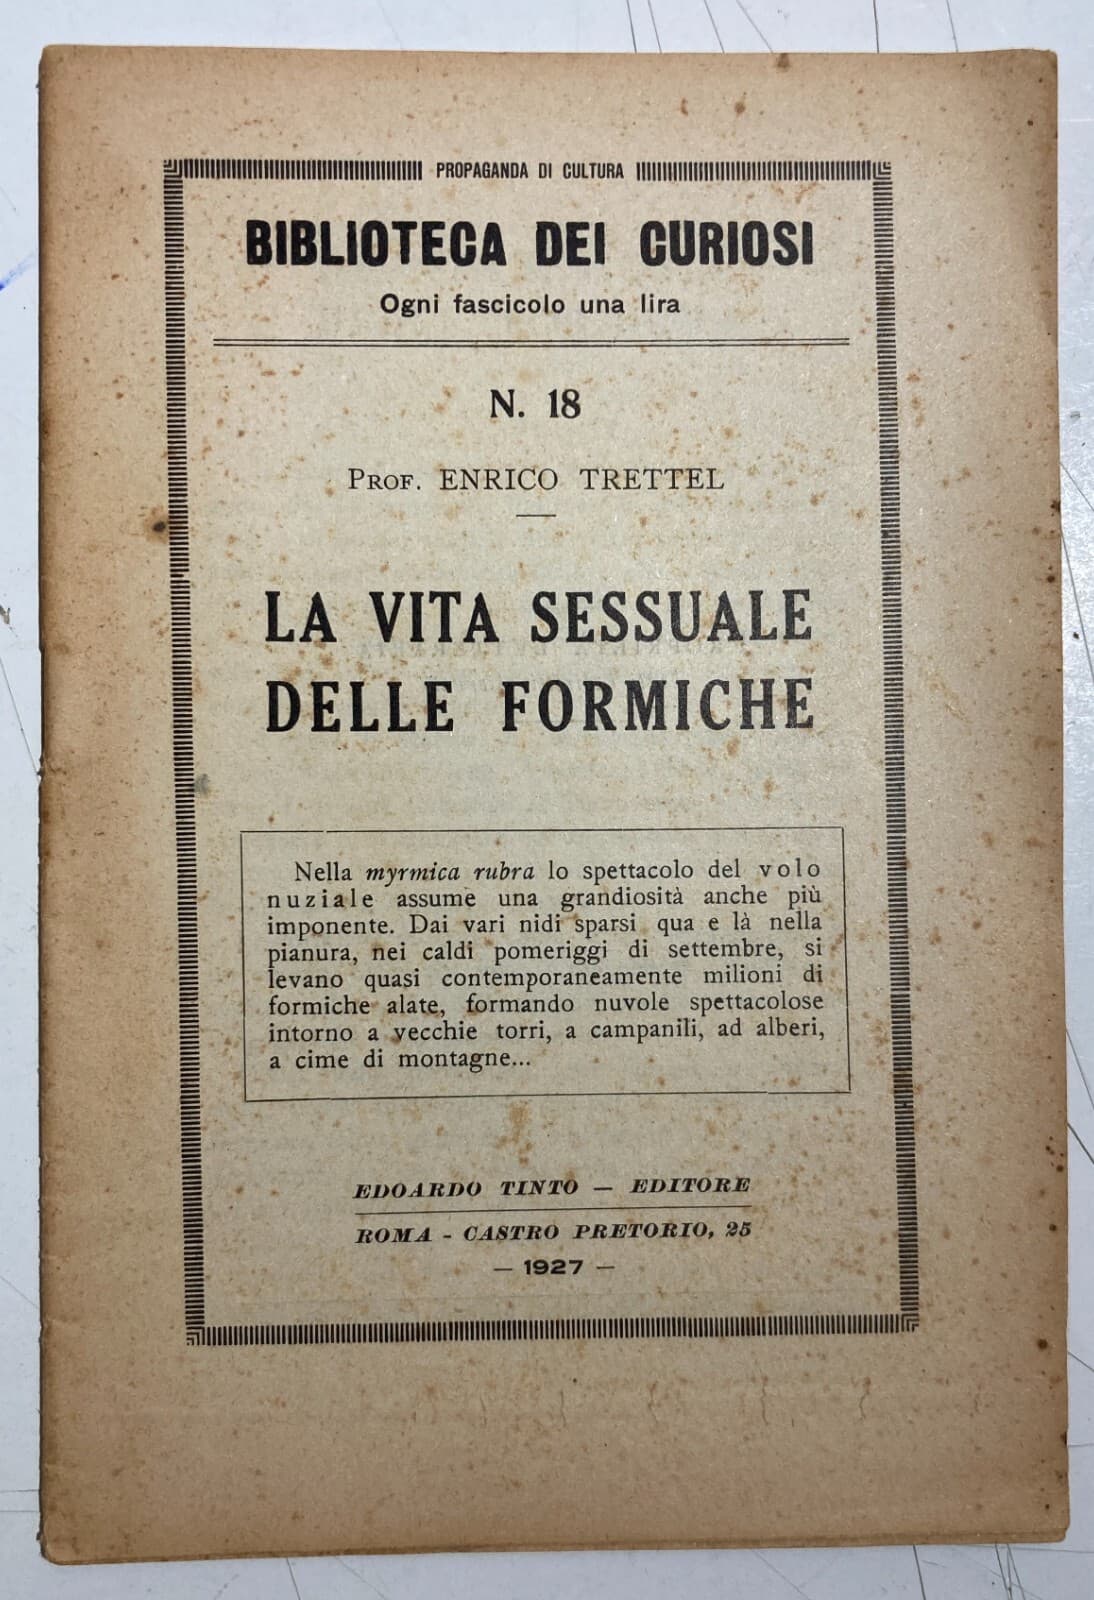 PROPAGANDA DI CULTURA
BIBLIOTECA DEI CURIOSI
Ogni fascicolo una lira
N. 18
PROF. ENRICO TRETTEL
LA VITA SESSUALE
DELLE FORMICHE
Nella myrmica rubra lo spettacolo del volo
nuziale assume una grandiosità anche più
imponente. Dai vari nidi sparsi qua e là nella
pianura, nei caldi pomeriggi di settembre, si
levano quasi contemporaneamente milioni di
formiche alate, formando nuvole spettacolose
intorno a vecchie torri, a campanili, ad alberi,
a cime di montagne...
EDOARDO TINTO — EDITORE
ROMA - CASTRO PRETORIO, 25
— 1927 —